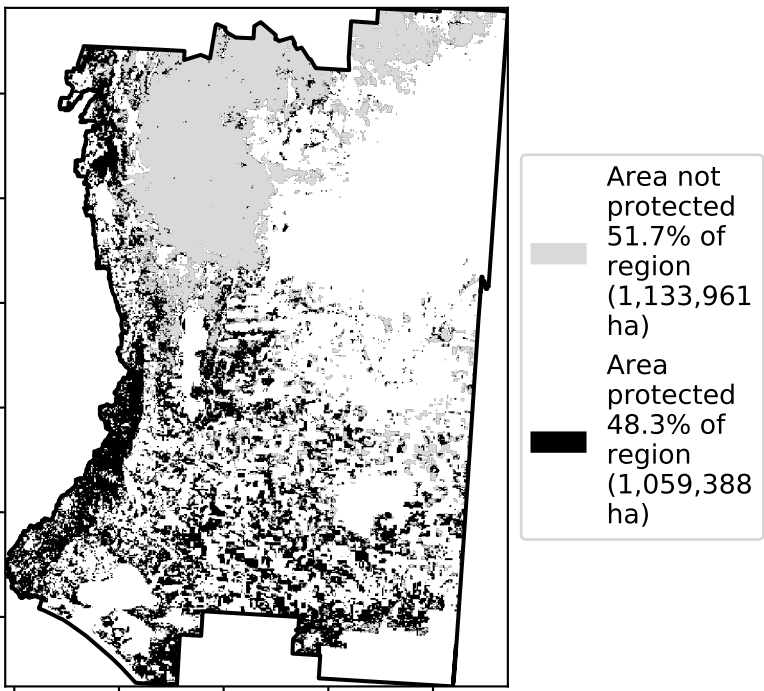 Area not
protected
51.7% of
region
(1,133,961
ha)
Area
protected
48.3% of
region
(1,059,388
ha)